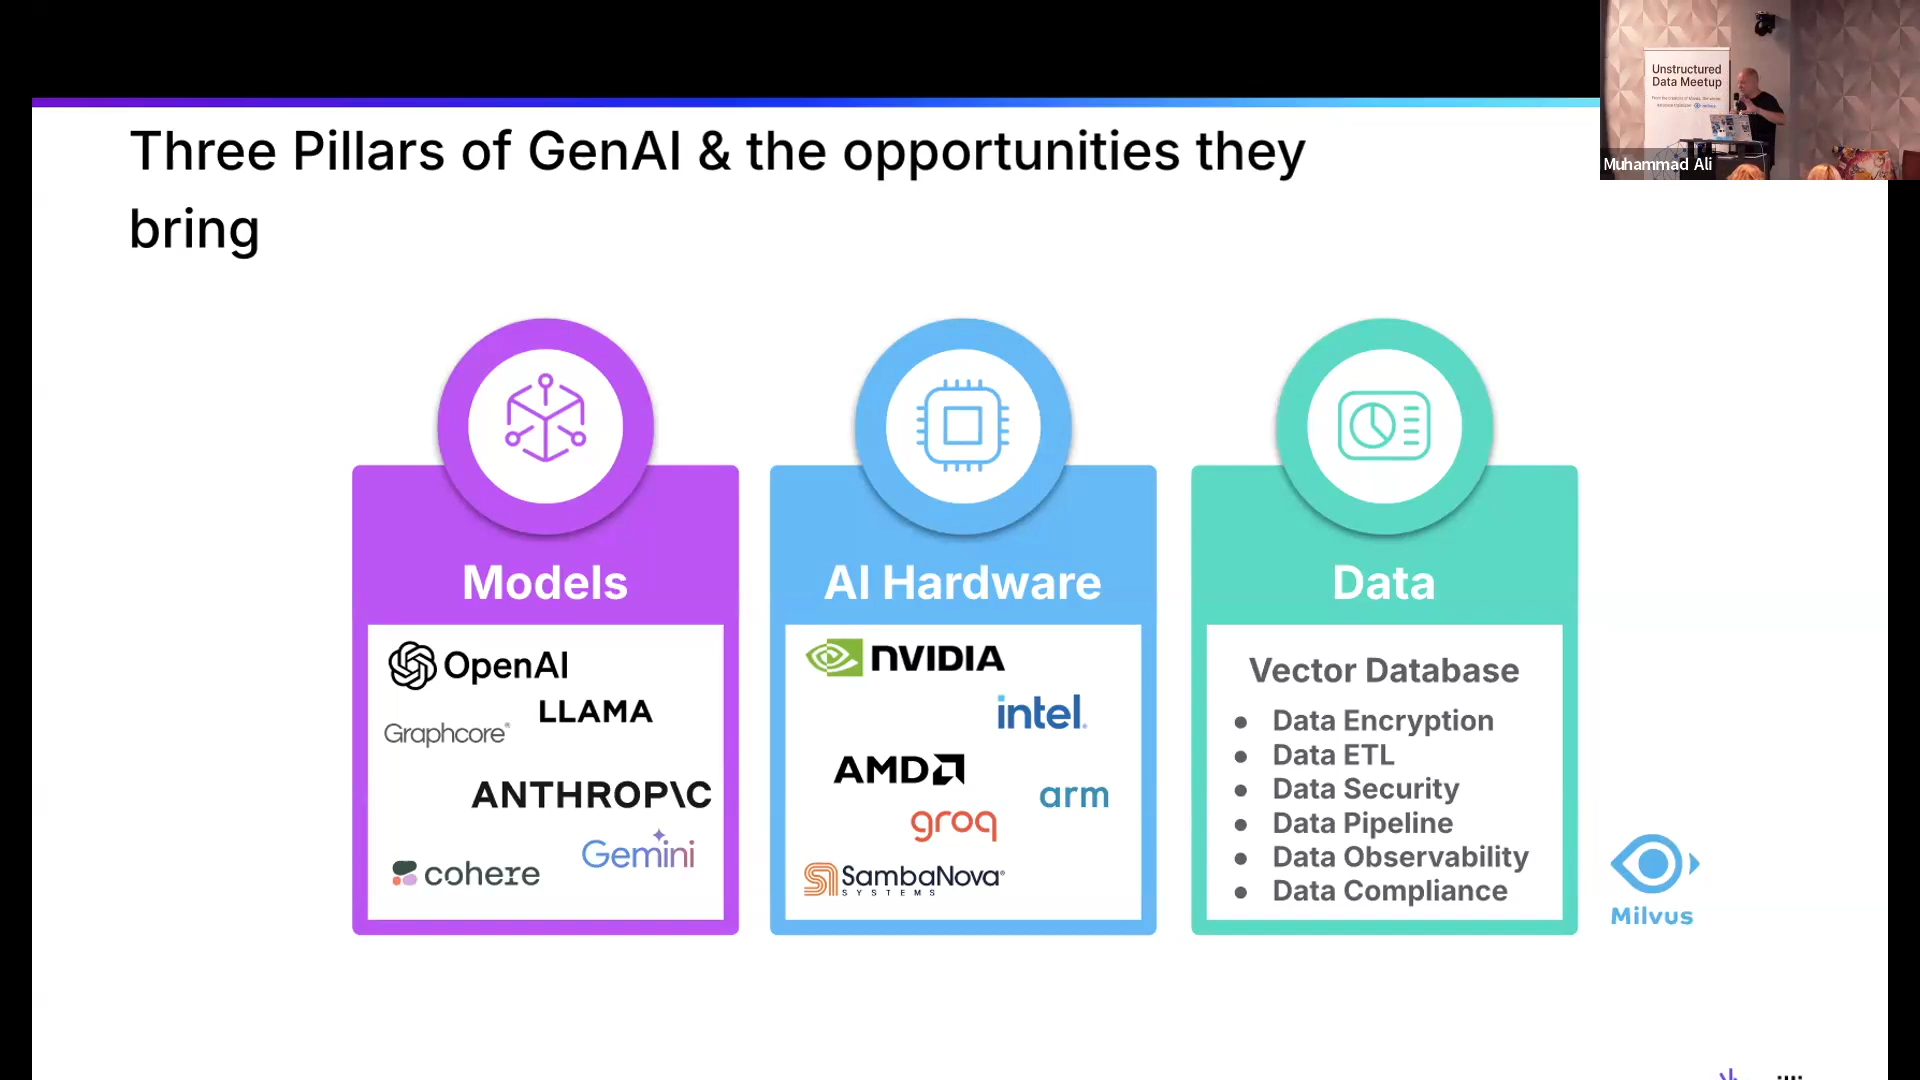 Unstructured
Data Meetup
Muhammad Ali
Three Pillars of GenAI & the opportunities they
bring
Models
OpenAI
LLAMA
Graphcore®
ANTHROP\C
Gemini
cohere
AI Hardware
NVIDIA
intel.
AMD
arm
groq
SambaNova®
SYSTEMS
Data
Vector Database
● Data Encryption
● Data ETL
● Data Security
● Data Pipeline
● Data Observability
● Data Compliance
Milvus